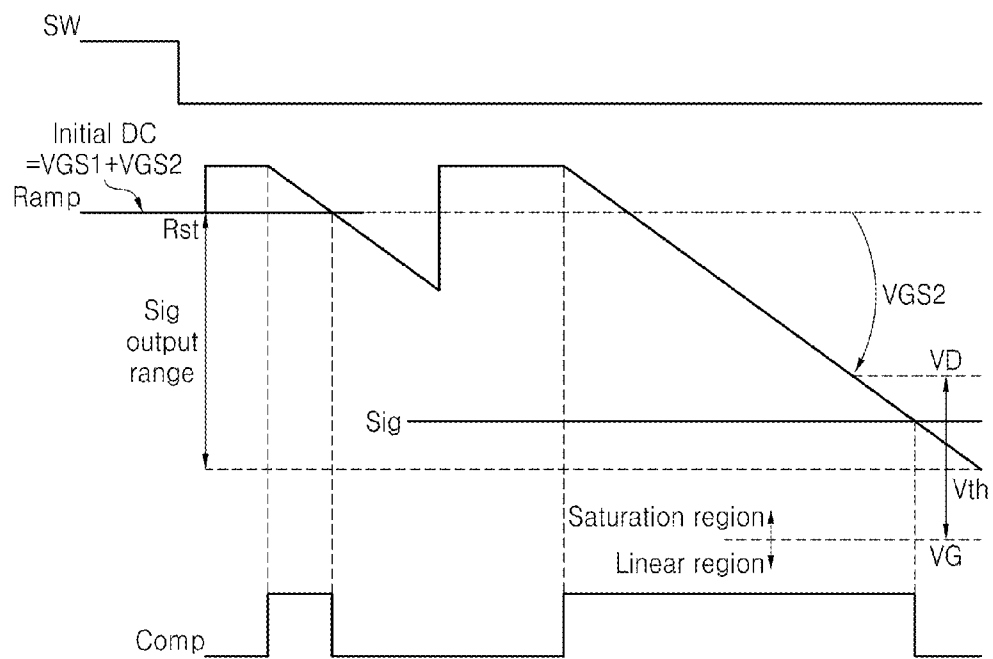 SW
Initial DC
=VGS1+VGS2
Ramp
Rst
Sig
output
range
VGS2
VD
Sig
Vth
Saturation region
Linear region
VG
Comp